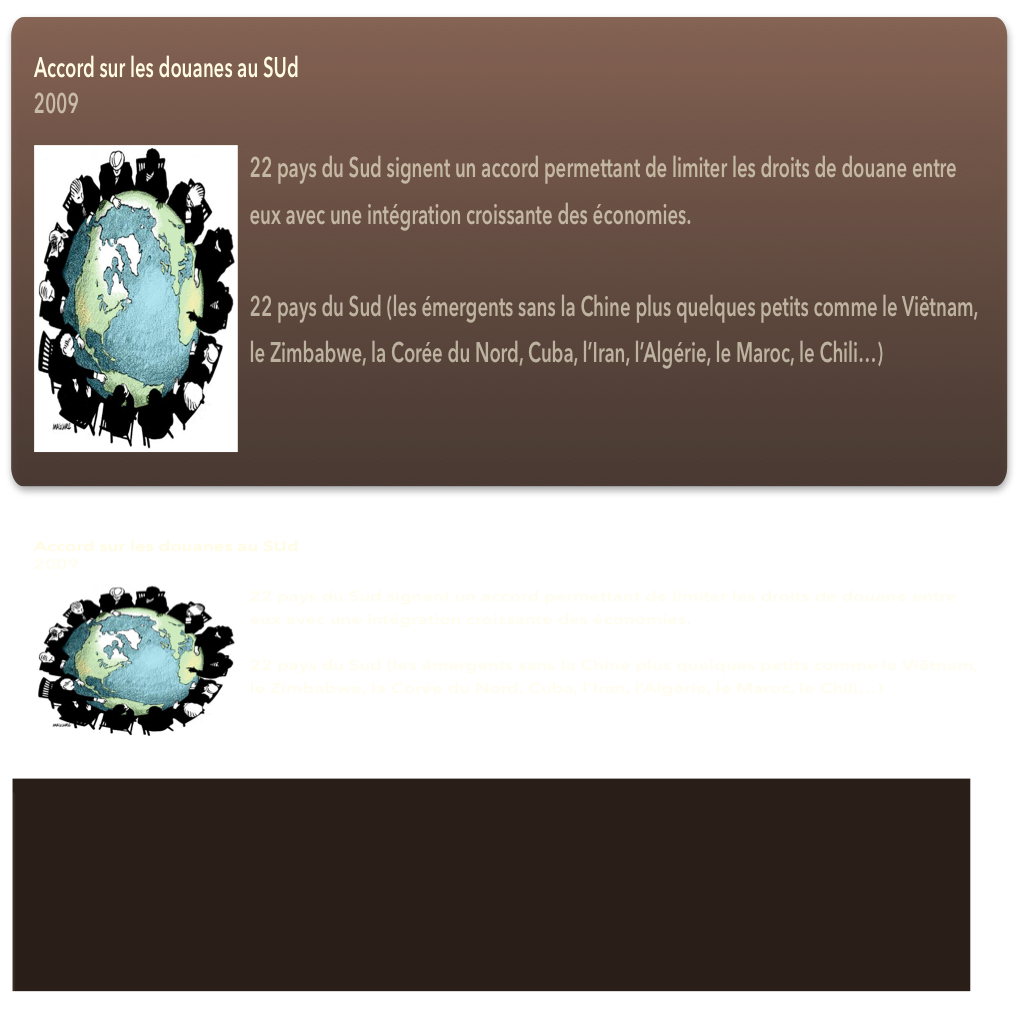 Accord sur les douanes au SUd
2009
22 pays du Sud signent un accord permettant de limiter les droits de douane entre
eux avec une intégration croissante des économies.
22 pays du Sud (les émergents sans la Chine plus quelques petits comme le Viêtnam,
le Zimbabwe, la Corée du Nord, Cuba, l’Iran, l’Algérie, le Maroc, le Chili…)
Accord sur les douanes au SUd
2009
22 pays du Sud signent un accord permettant de limiter les droits de douane entre
eux avec une intégration croissante des économies.
22 pays du Sud (les émergents sans la Chine plus quelques petits comme le Viêtnam,
le Zimbabwe, la Corée du Nord, Cuba, l’Iran, l’Algérie, le Maroc, le Chili…)